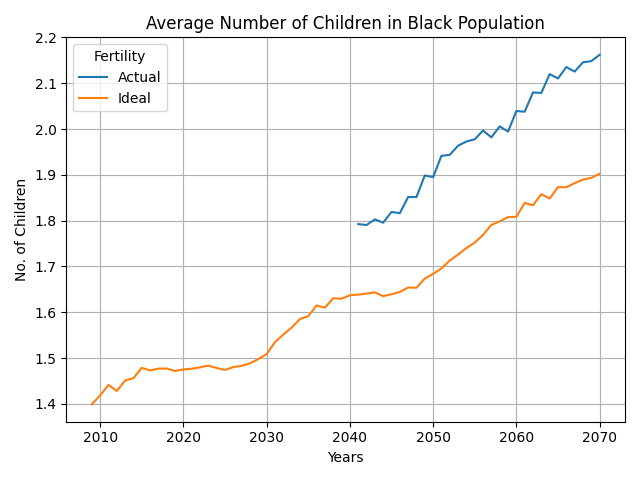 Average Number of Children in Black Population
Fertility
Actual
Ideal
No. of Children
2.2
2.1
2.0
1.9
1.8
1.7
1.6
1.5
1.4
2010 2020 2030 2040 2050 2060 2070
Years